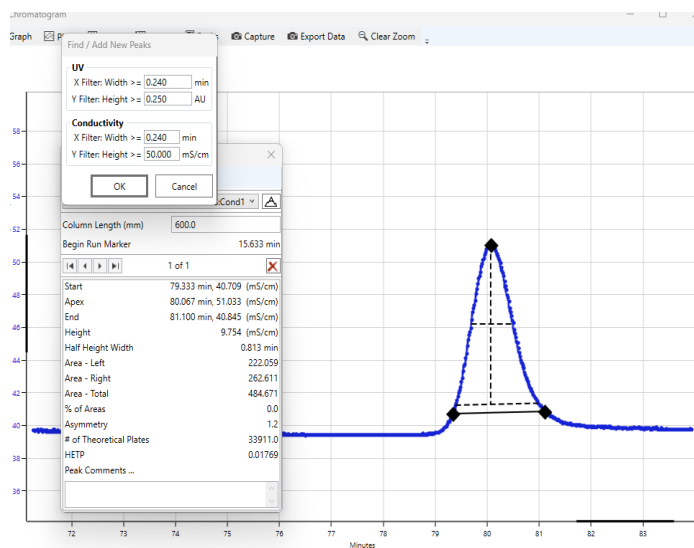 Chromatogram
Graph
Capture Export Data Clear Zoom
Find / Add New Peaks
UV
X Filter: Width >= 0.240 min
Y Filter: Height >= 0.250 AU
Conductivity
X Filter: Width >= 0.240 min
Y Filter: Height >= 50.000 mS/cm
OK Cancel
:Cond1
Column Length (mm) 600.0
Begin Run Marker 15.633 min
1 of 1
Start 79.333 min, 40.709 (mS/cm)
Apex 80.067 min, 51.033 (mS/cm)
End 81.100 min, 40.845 (mS/cm)
Height 9.754 (mS/cm)
Half Height Width 0.813 min
Area - Left 222.059
Area - Right 262.611
Area - Total 484.671
% of Areas 0.0
Asymmetry 1.2
# of Theoretical Plates 33911.0
HETP 0.01769
Peak Comments ...
58
56
54
52
50
48
46
44
42
40
38
36
72 73 74 75 76 77 78 79 80 81 82 83
Minutes